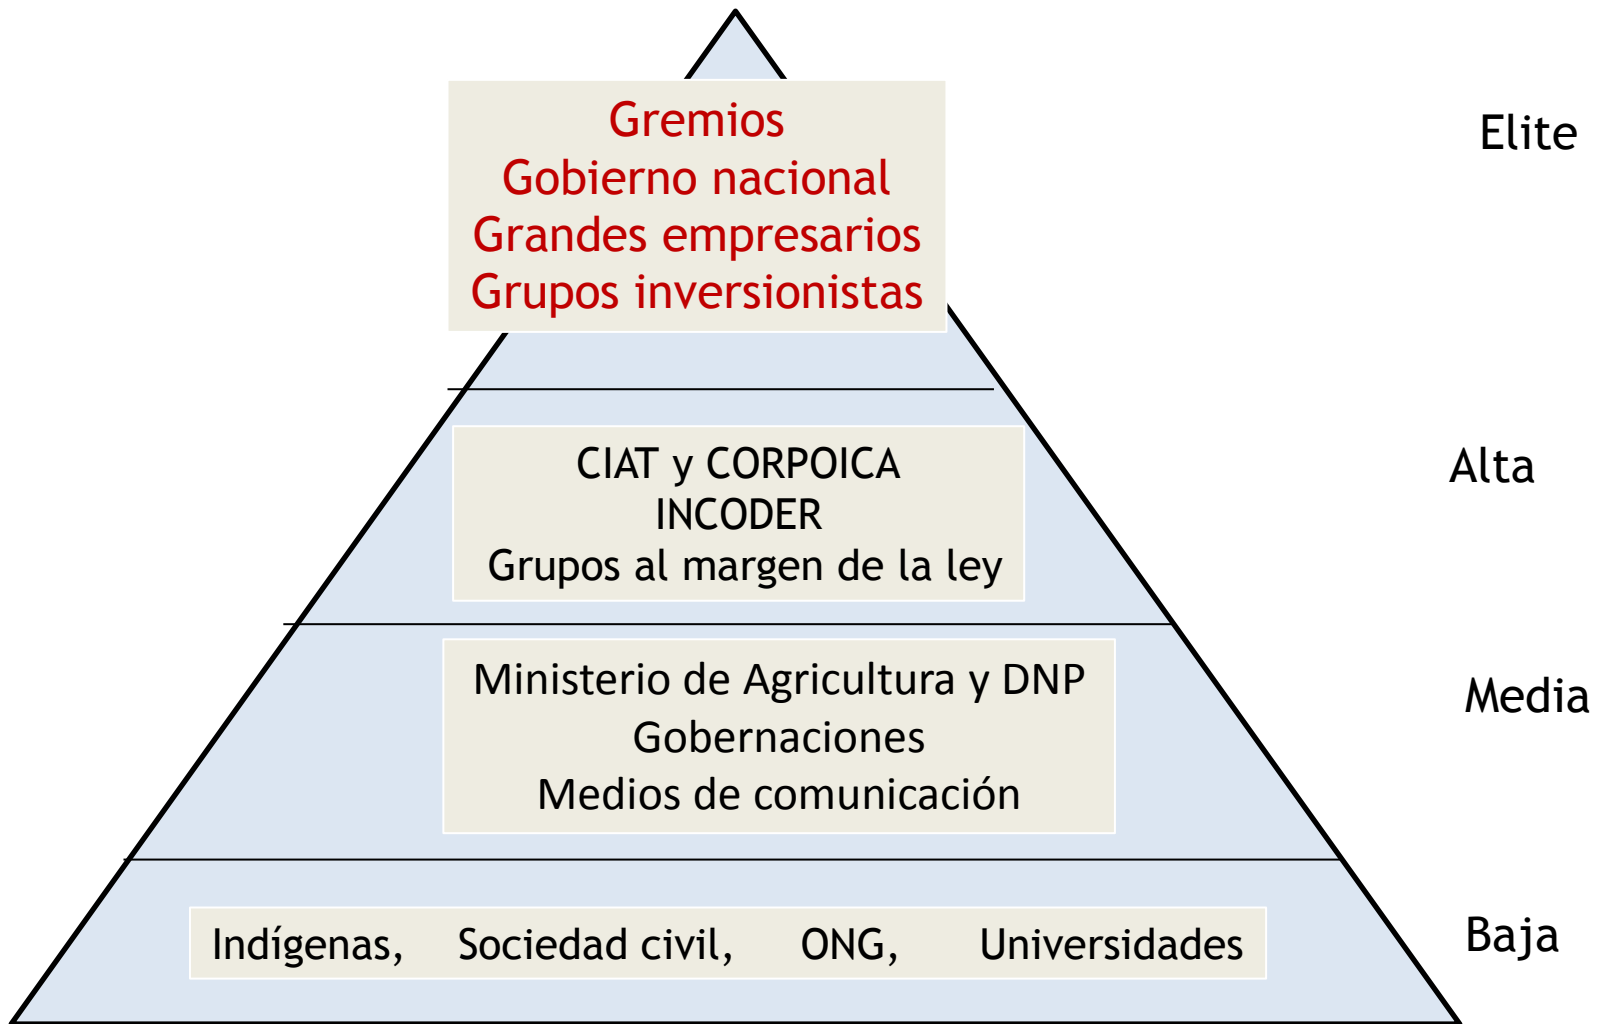 Gremios
Gobierno nacional
Grandes empresarios
Grupos inversionistas
Elite
CIAT y CORPOICA
INCODER
Grupos al margen de la ley
Alta
Ministerio de Agricultura y DNP
Gobernaciones
Medios de comunicación
Media
Indígenas, Sociedad civil, ONG, Universidades
Baja